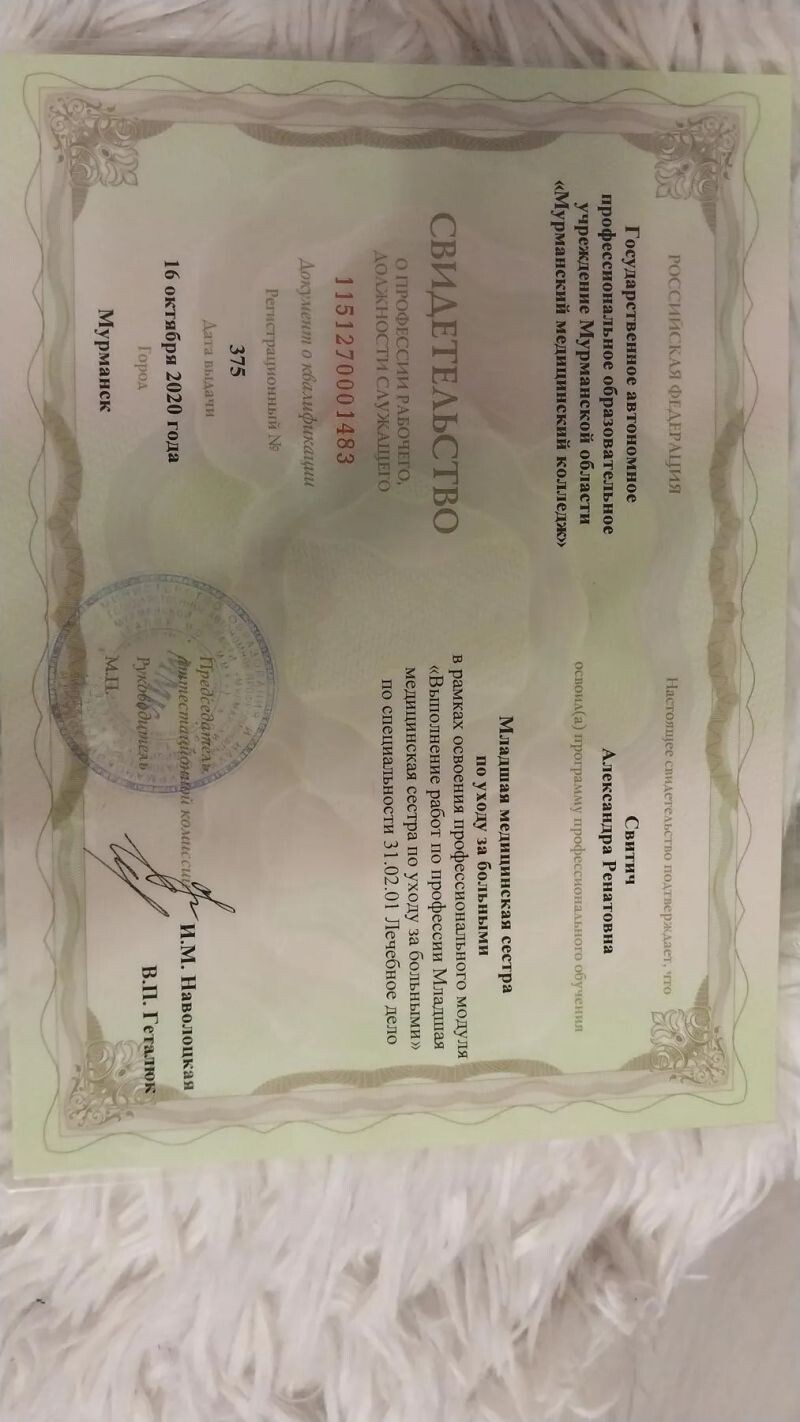 РОССИЙСКАЯ ФЕДЕРАЦИЯ
Государственное автономное
профессиональное образовательное
учреждение Мурманской области
«Мурманский медицинский колледж»
СВИДЕТЕЛЬСТВО
О ПРОФЕССИИ РАБОЧЕГО,
ДОЛЖНОСТИ СЛУЖАЩЕГО
115127 0001483
Документ о квалификации
Регистрационный №
375
Дата выдачи
16 октября 2020 года
Город
Мурманск
Настоящее свидетельство подтверждает, что
Свитич
Александра Ренатовна
освоил(а) программу профессионального обучения
Младшая медицинская сестра
по уходу за больными
в рамках освоения профессионального модуля
«Выполнение работ по профессии Младшая
медицинская сестра по уходу за больными»
по специальности 31.02.01 Лечебное дело
Председатель
аттестационной комиссии И.М. Наволоцкая
Руководитель В.П. Геталюк
М.П.